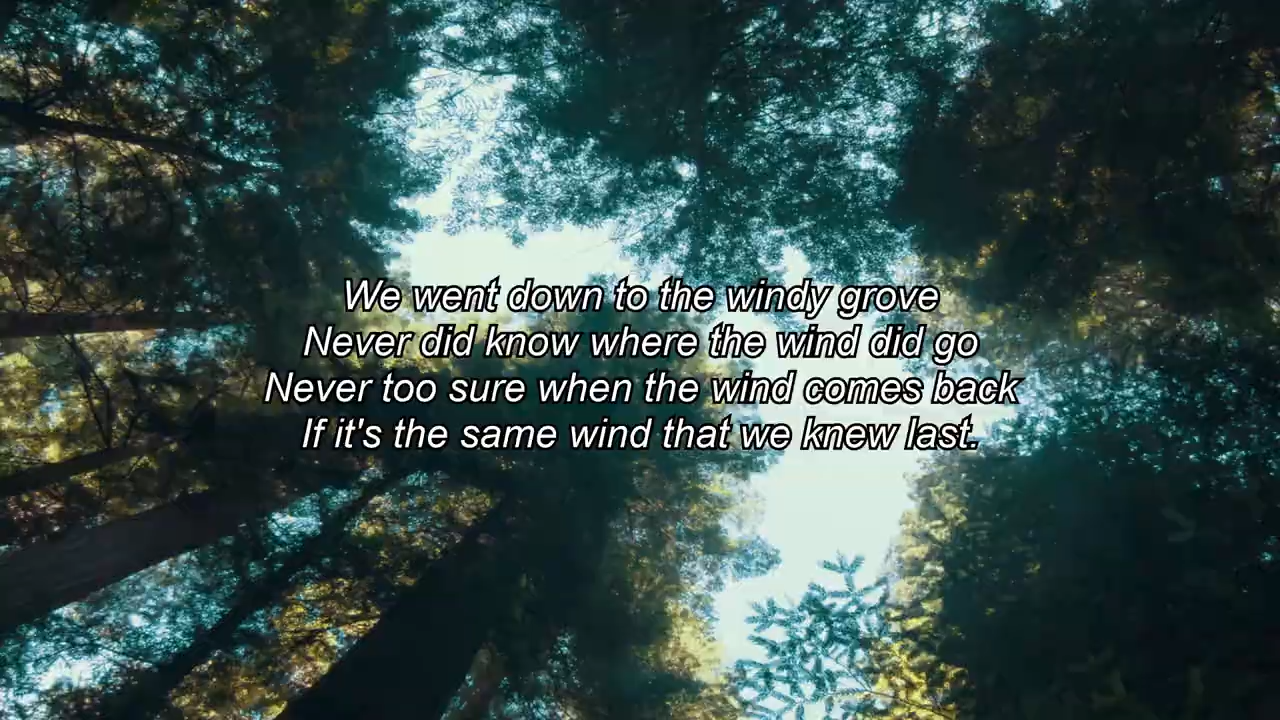 We went down to the windy grove
Never did know where the wind did go
Never too sure when the wind comes back
If it's the same wind that we knew last.